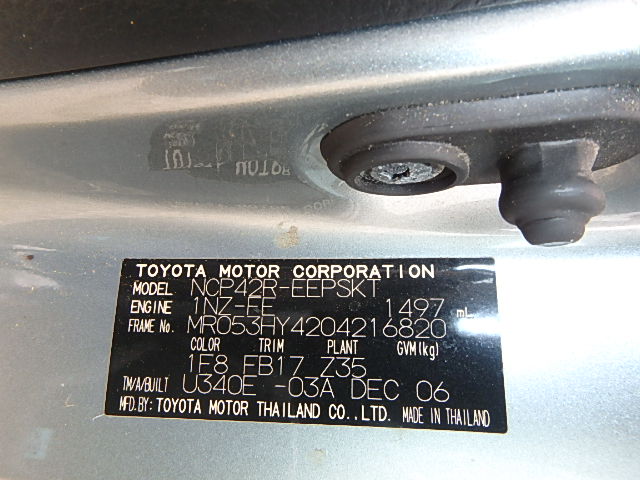 TOYOTA MOTOR CORPORATION
MODEL NCP42R-EEPSKT
ENGINE 1NZ-FE 1497 mL
FRAME No. MR053HY4204216820
COLOR TRIM PLANT GVM(kg)
1F8 FB17 Z35
TM/A/BUILT U340E -03A DEC 06
MFD.BY: TOYOTA MOTOR THAILAND CO.,LTD. MADE IN THAILAND